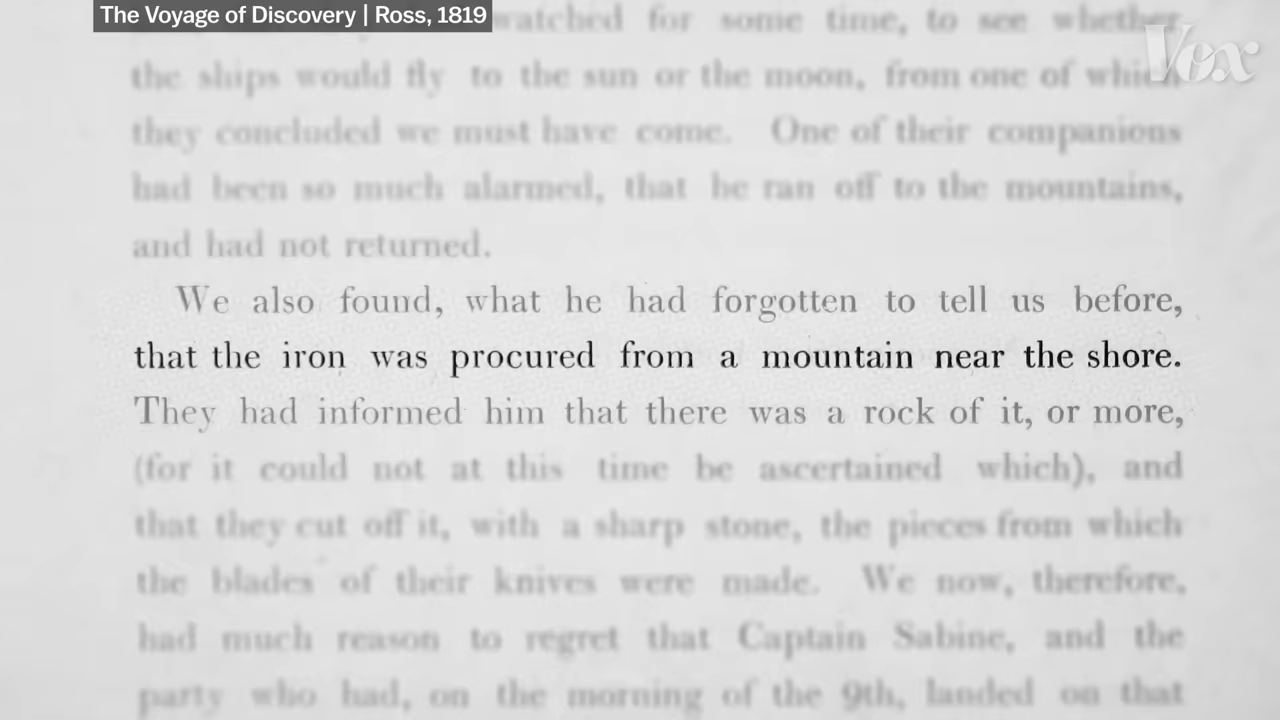 The Voyage of Discovery | Ross, 1819
watched for some time, to see whether
Vox
the ships would fly to the sun or the moon, from one of which
they concluded we must have come. One of their companions
had been so much alarmed, that he ran off to the mountains,
and had not returned.
We also found, what he had forgotten to tell us before,
that the iron was procured from a mountain near the shore.
They had informed him that there was a rock of it, or more,
(for it could not at this time be ascertained which), and
that they cut off it, with a sharp stone, the pieces from which
the blades of their knives were made. We now, therefore,
had much reason to regret that Captain Sabine, and the
party who had, on the morning of the 9th, landed on that